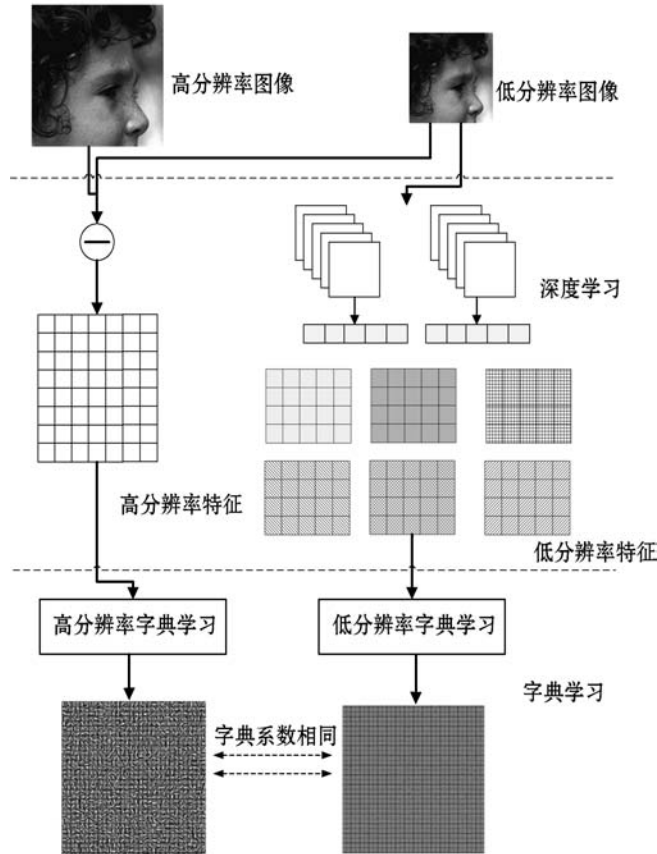 高分辨率图像
低分辨率图像
深度学习
高分辨率特征
低分辨率特征
高分辨率字典学习
低分辨率字典学习
字典学习
字典系数相同